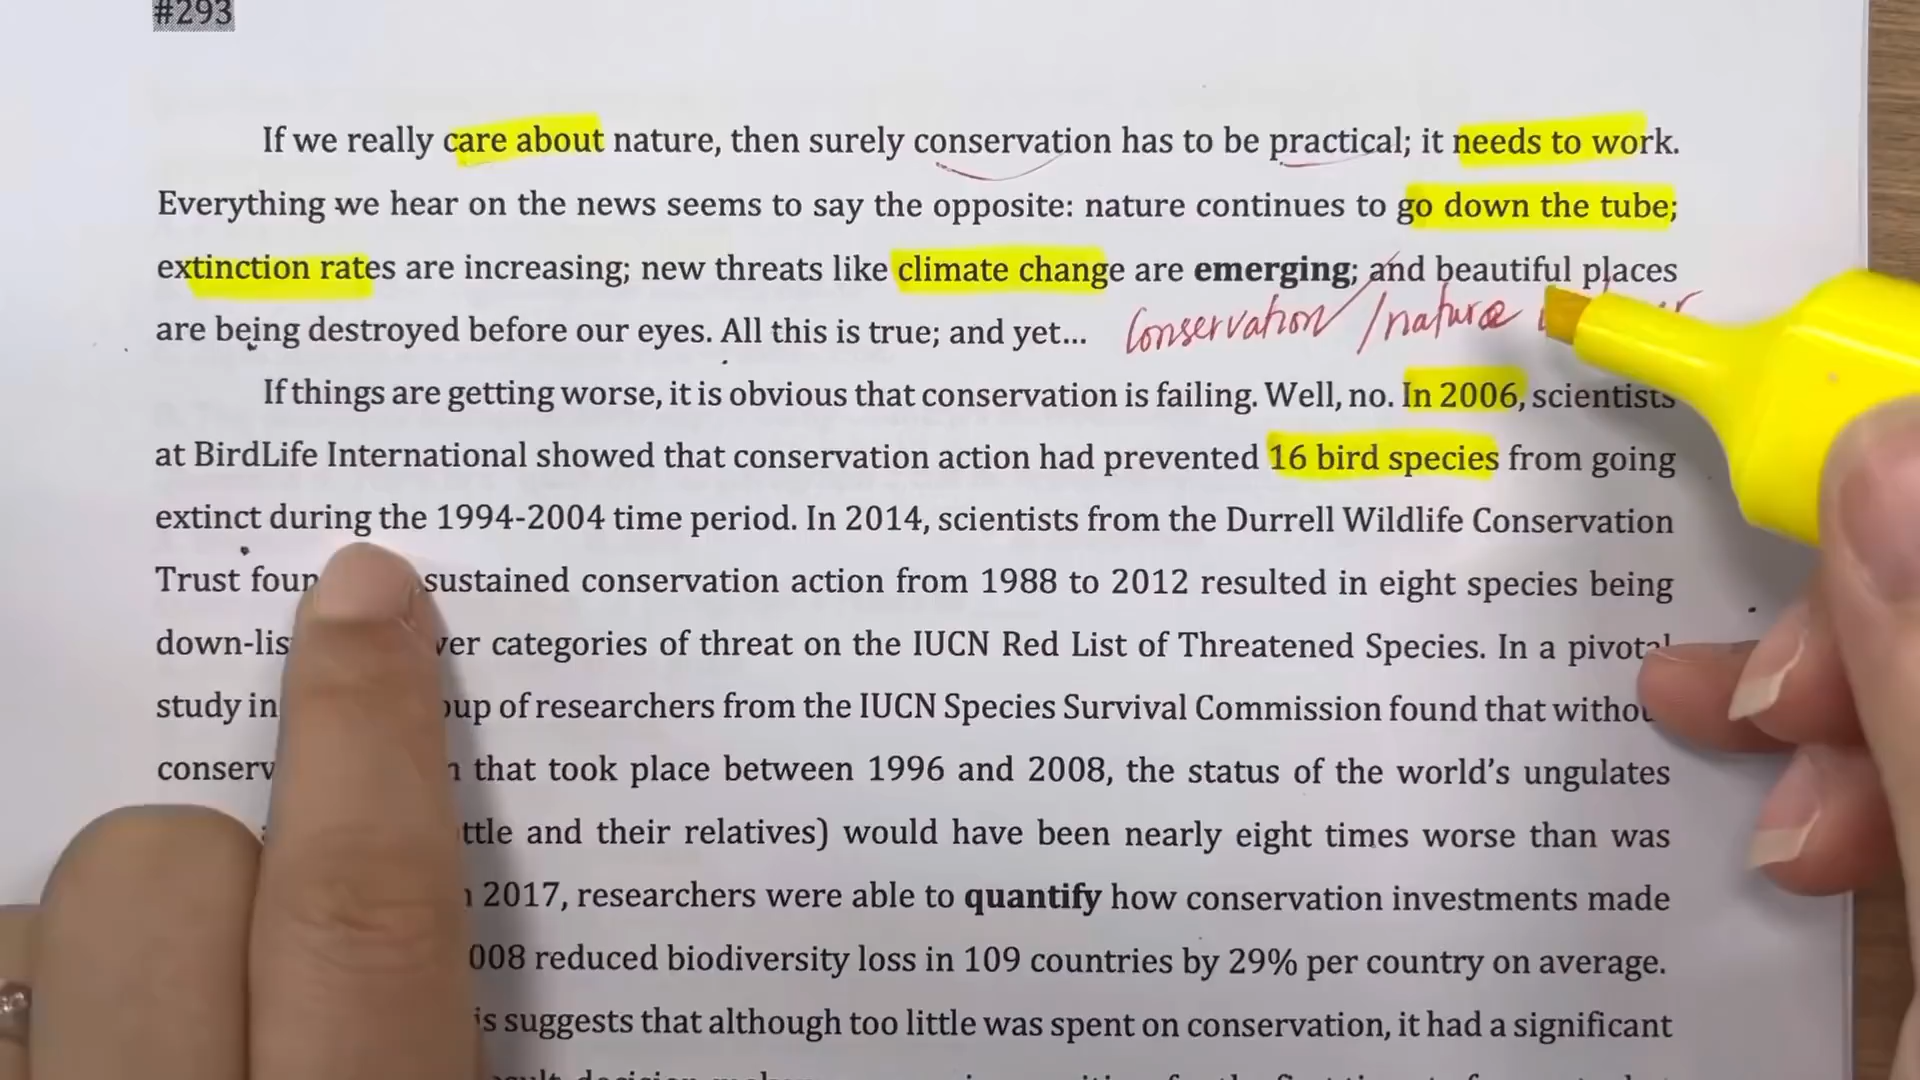 #293
If we really care about nature, then surely conservation has to be practical; it needs to work.
Everything we hear on the news seems to say the opposite: nature continues to go down the tube;
extinction rates are increasing; new threats like climate change are emerging; and beautiful places
are being destroyed before our eyes. All this is true; and yet... Conservation / nature
If things are getting worse, it is obvious that conservation is failing. Well, no. In 2006, scientists
at BirdLife International showed that conservation action had prevented 16 bird species from going
extinct during the 1994-2004 time period. In 2014, scientists from the Durrell Wildlife Conservation
Trust sustained conservation action from 1988 to 2012 resulted in eight species being
categories of threat on the IUCN Red List of Threatened Species. In a pivotal
study in of researchers from the IUCN Species Survival Commission found that
that took place between 1996 and 2008, the status of the world's ungulates
and their relatives) would have been nearly eight times worse than was
2017, researchers were able to quantify how conservation investments made
reduced biodiversity loss in 109 countries by 29% per country on average.
suggests that although too little was spent on conservation, it had a significant